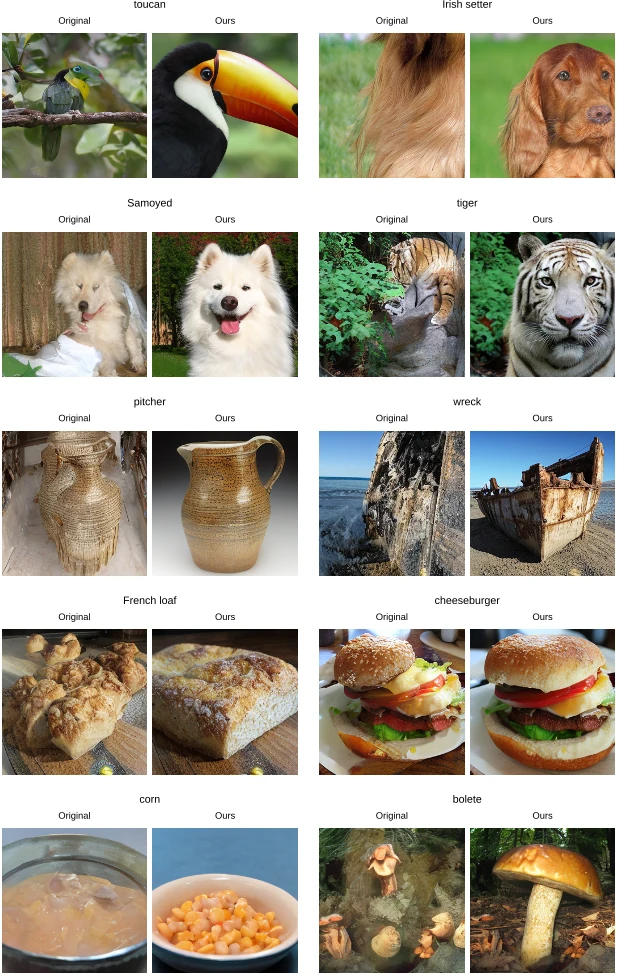 toucan
Irish setter
Original
Ours
Original
Ours
Samoyed
tiger
Original
Ours
Original
Ours
pitcher
wreck
Original
Ours
Original
Ours
French loaf
cheeseburger
Original
Ours
Original
Ours
corn
bolete
Original
Ours
Original
Ours